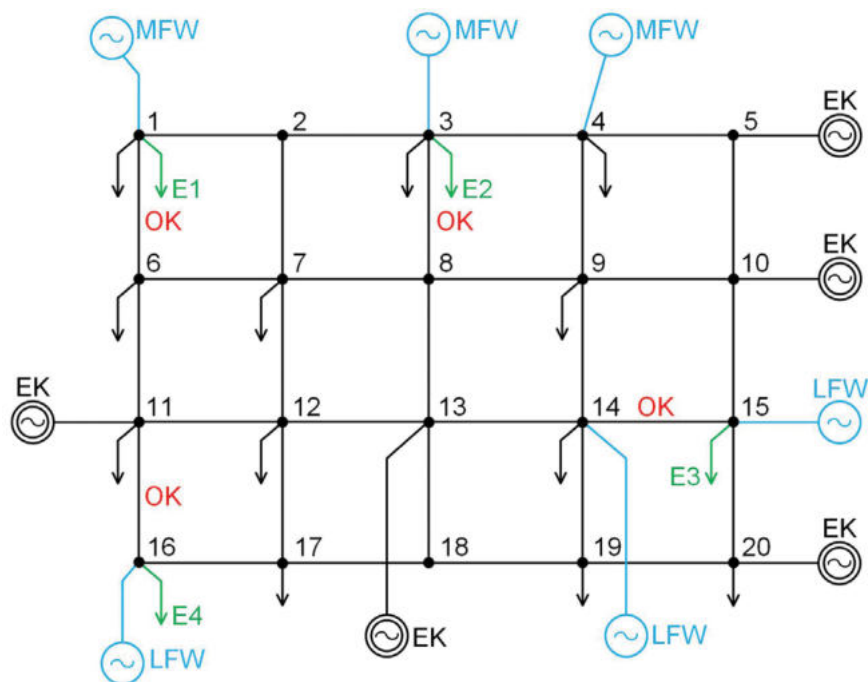 MFW MFW MFW
1 2 3 4 5 EK
E1 E2
OK OK
6 7 8 9 10 EK
EK 11 12 13 14 OK 15 LFW
E3
OK
16 17 18 19 20 EK
E4
LFW EK LFW